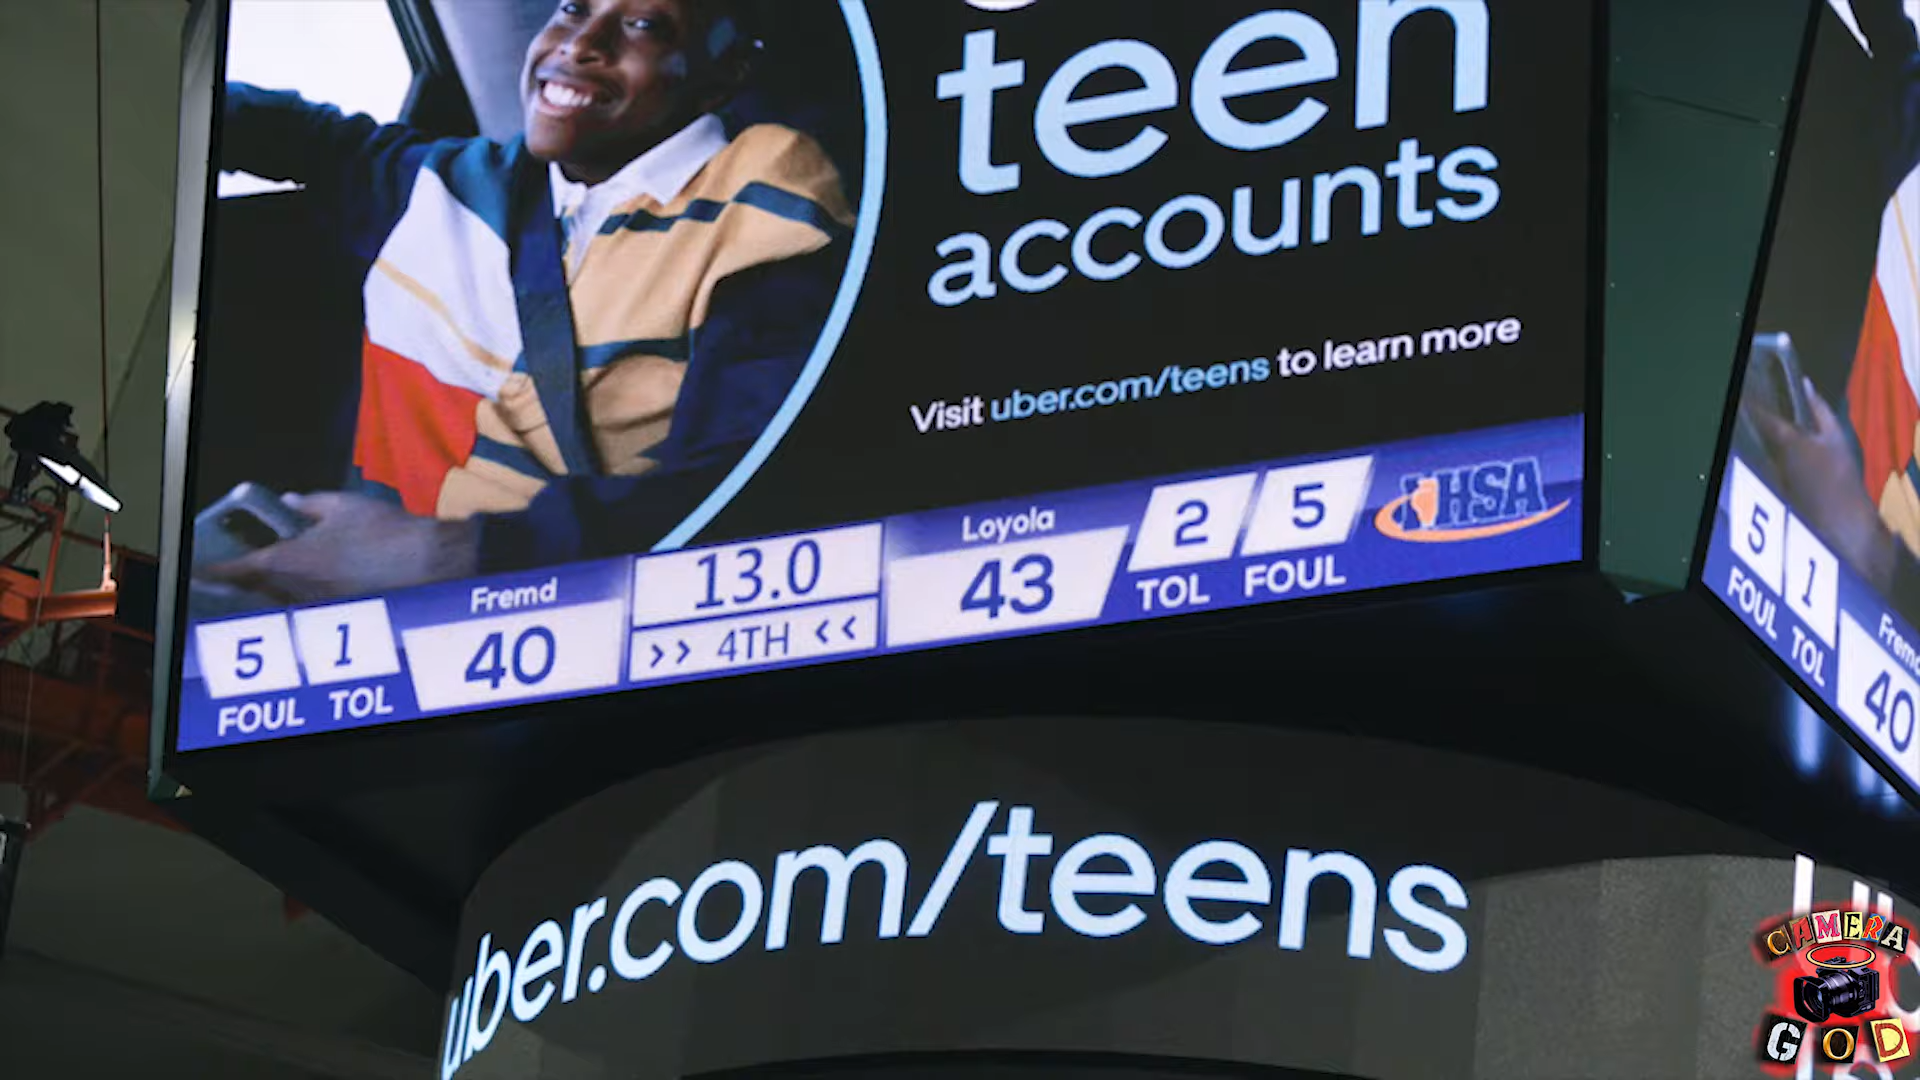 teen
accounts
Visit uber.com/teens to learn more
Fremd
13.0
Loyola
2
5
IHSA
5
1
40
>> 4TH <<
43
TOL
FOUL
FOUL
TOL
5
1
FOUL
TOL
Fremd
40
uber.com/teens
CAMERA
GOD